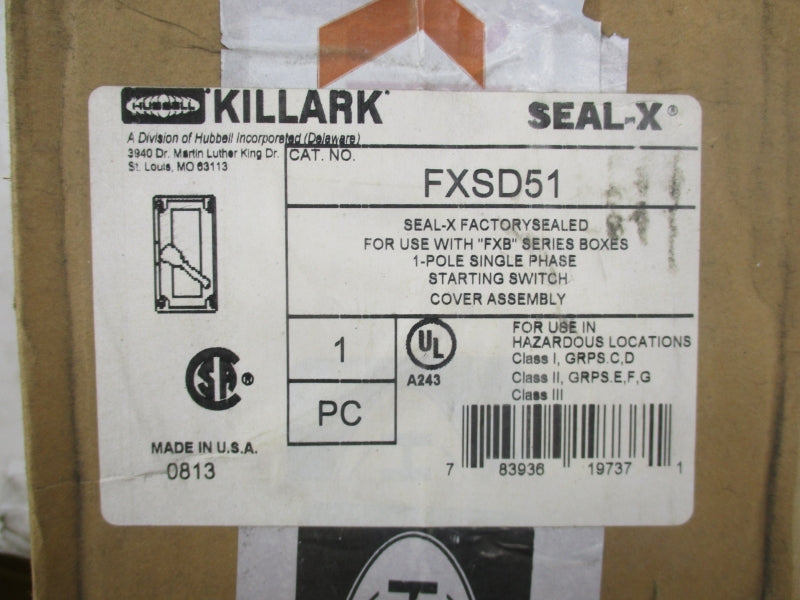 HUBBELL KILLARK®
SEAL-X®
A Division of Hubbell Incorporated (Delaware)
3940 Dr. Martin Luther King Dr.
St. Louis, MO 63113
CAT. NO.
FXSD51
SEAL-X FACTORYSEALED
FOR USE WITH "FXB" SERIES BOXES
1-POLE SINGLE PHASE
STARTING SWITCH
COVER ASSEMBLY
1
PC
UL
A243
FOR USE IN
HAZARDOUS LOCATIONS
Class I, GRPS.C,D
Class II, GRPS.E,F,G
Class III
SA®
MADE IN U.S.A.
0813
7 83936 19737 1